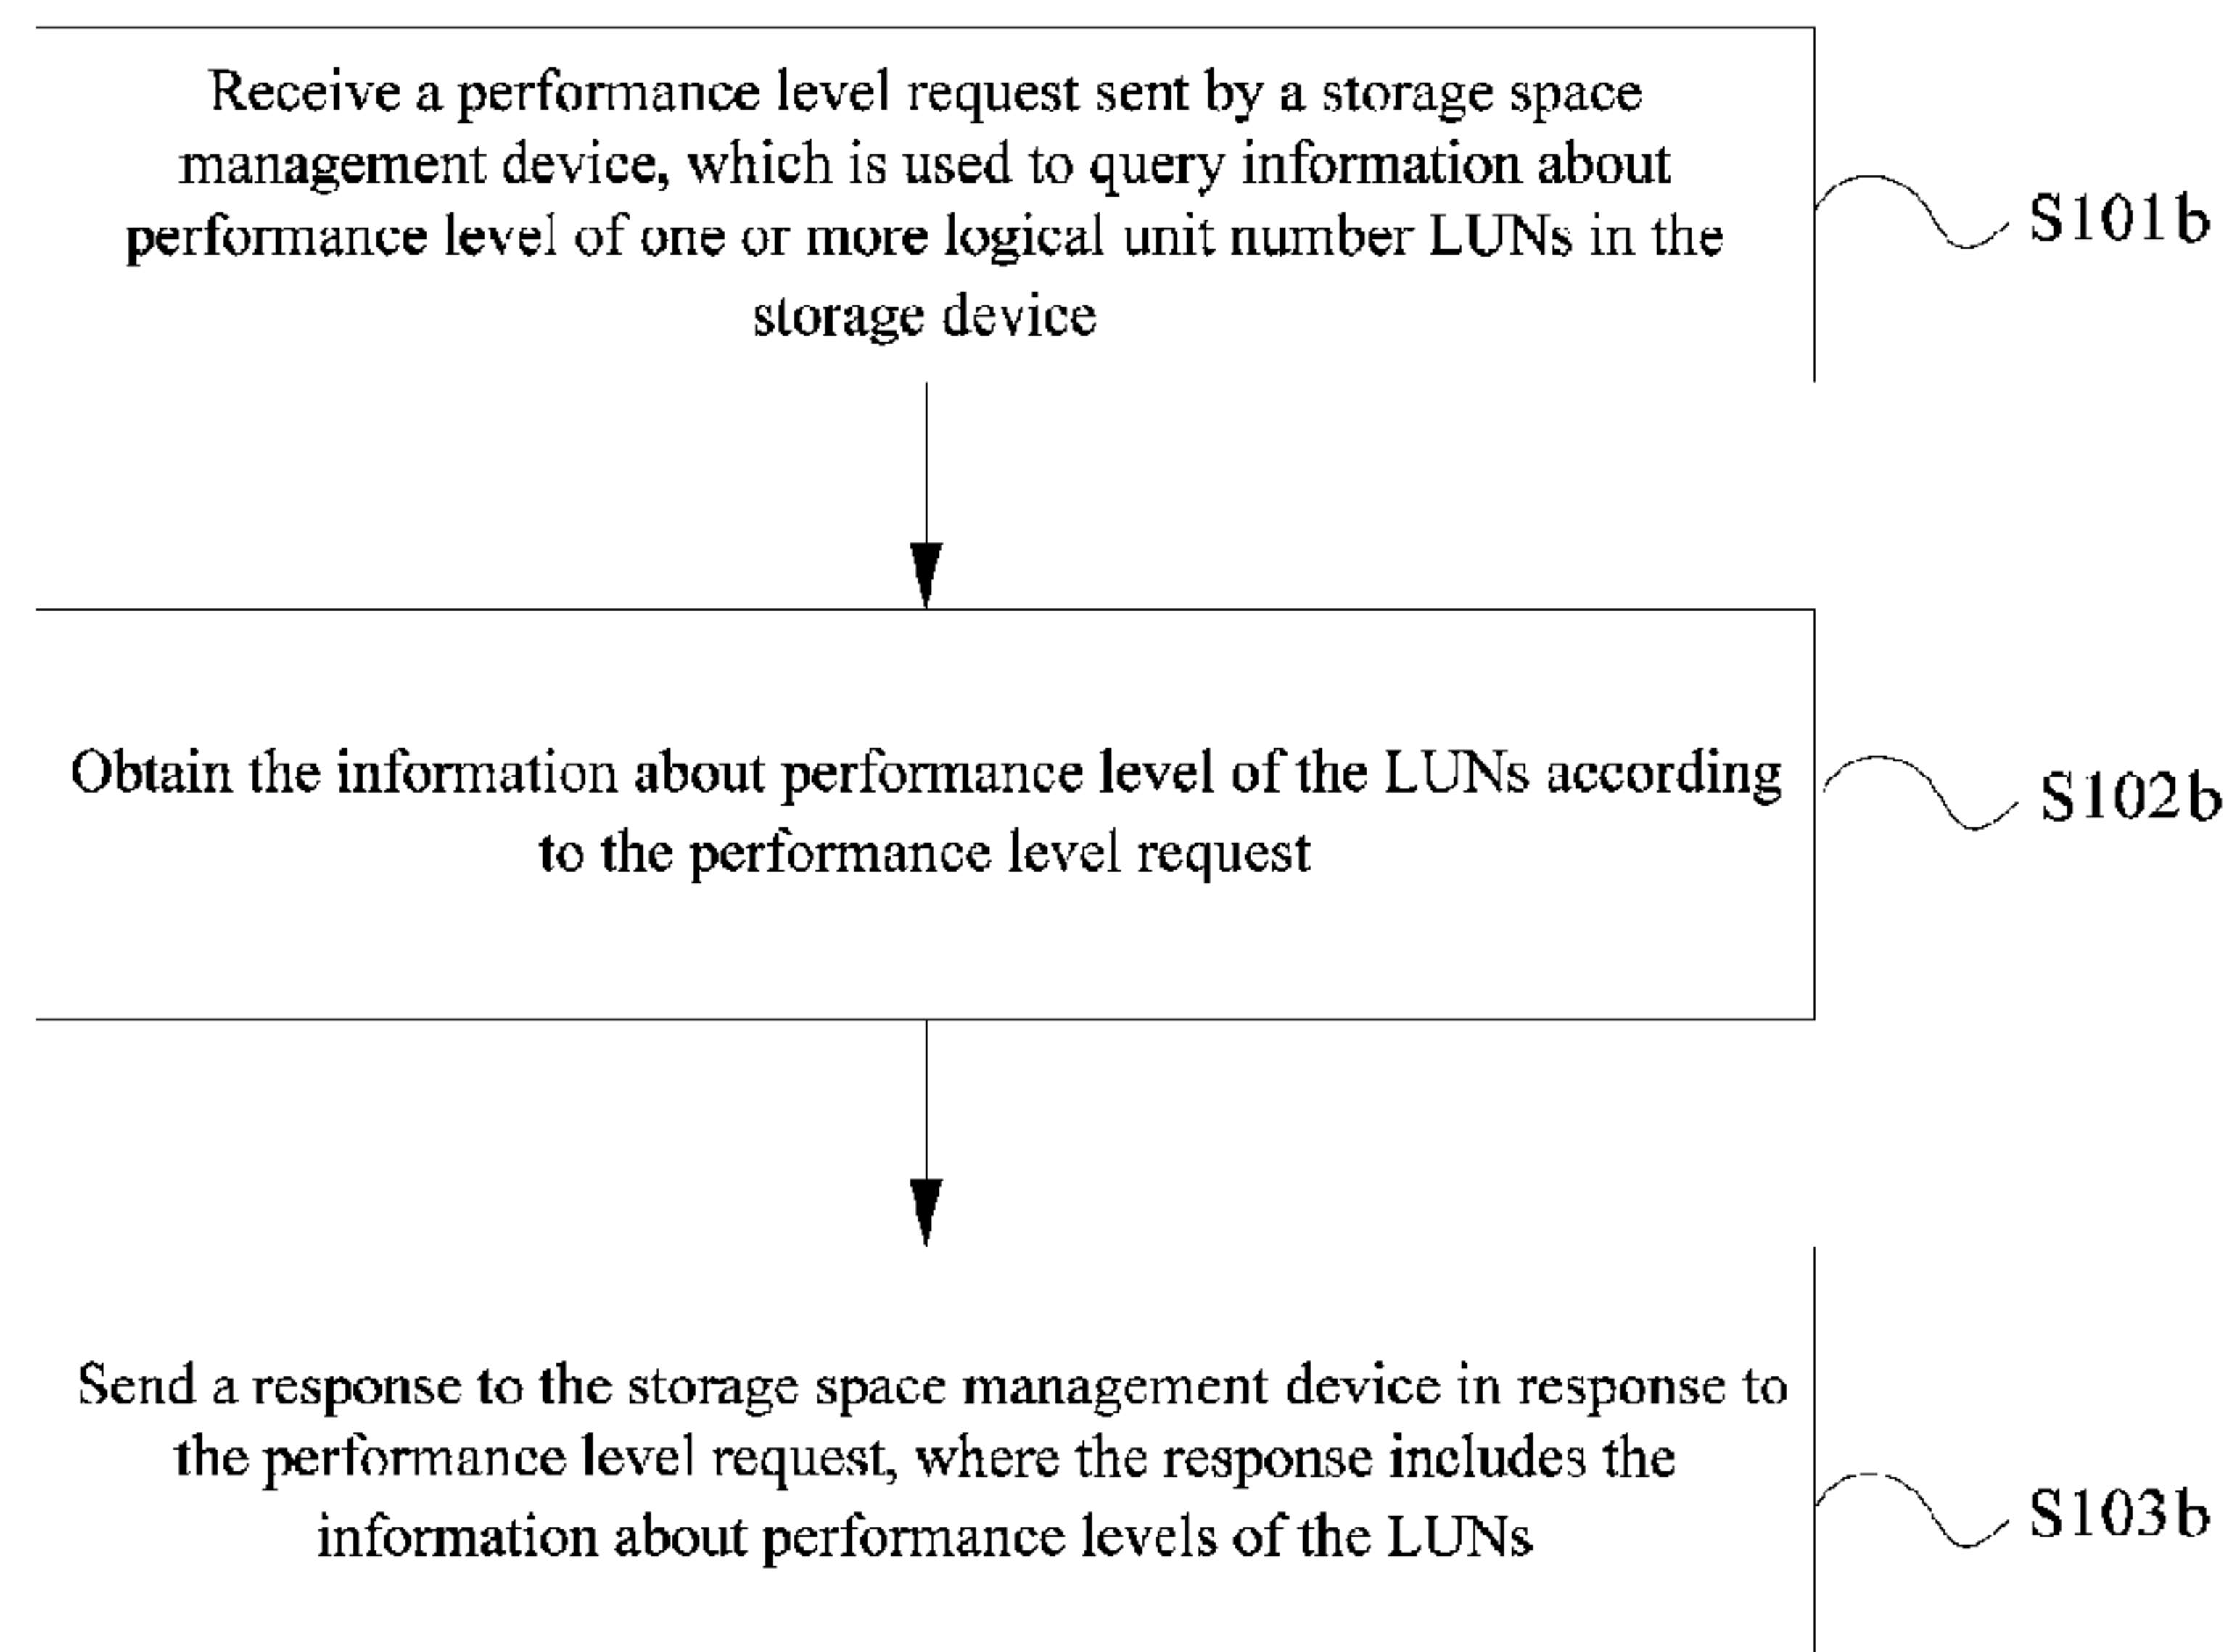 Receive a performance level request sent by a storage space
management device, which is used to query information about
performance level of one or more logical unit number LUNs in the
storage device
S101b
Obtain the information about performance level of the LUNs according
to the performance level request
S102b
Send a response to the storage space management device in response to
the performance level request, where the response includes the
information about performance levels of the LUNs
S103b